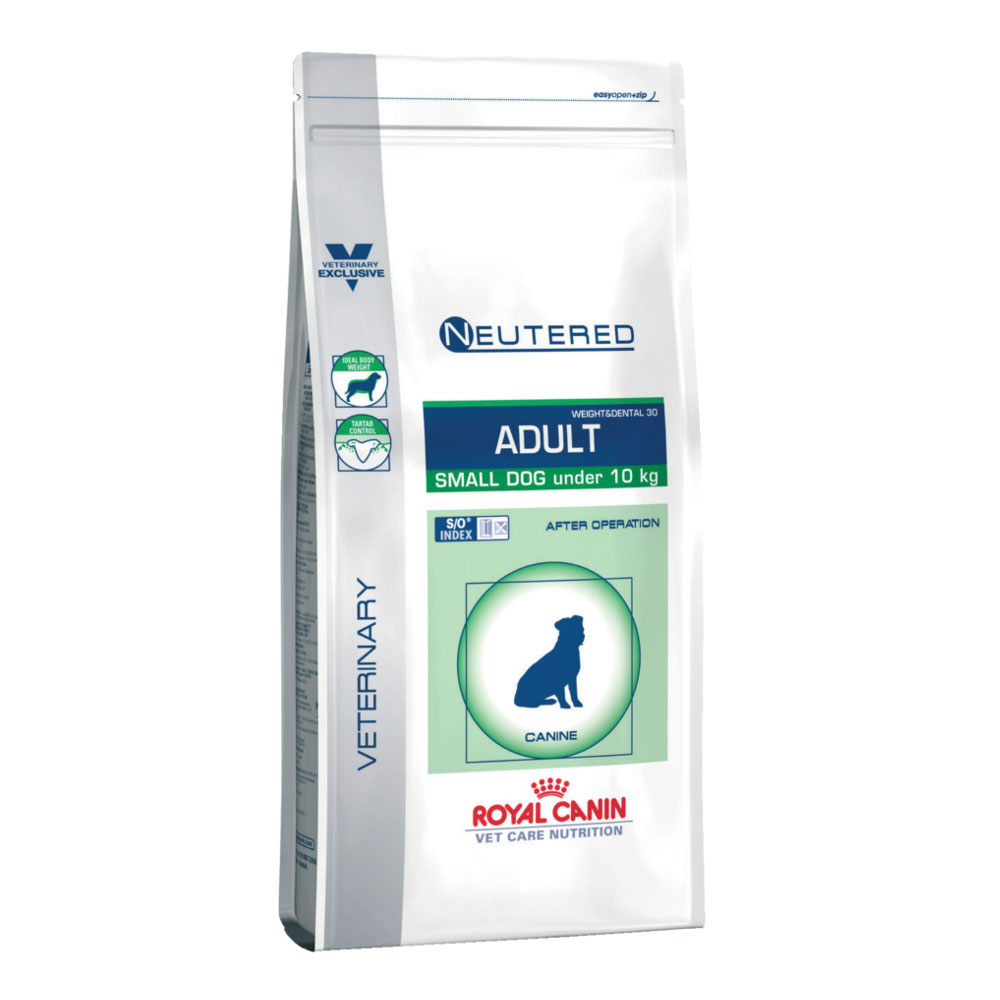 easyopen+zip
VETERINARY
EXCLUSIVE
IDEAL BODY
WEIGHT
TARTAR
CONTROL
VETERINARY
NEUTERED
WEIGHT&DENTAL 30
ADULT
SMALL DOG under 10 kg
S/O®
INDEX
AFTER OPERATION
CANINE
ROYAL CANIN
VET CARE NUTRITION